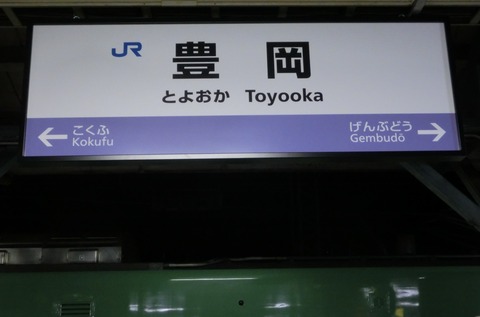 JR 豊岡
とよおか Toyooka
← こくふ げんぶどう →
Kokufu Gembudō